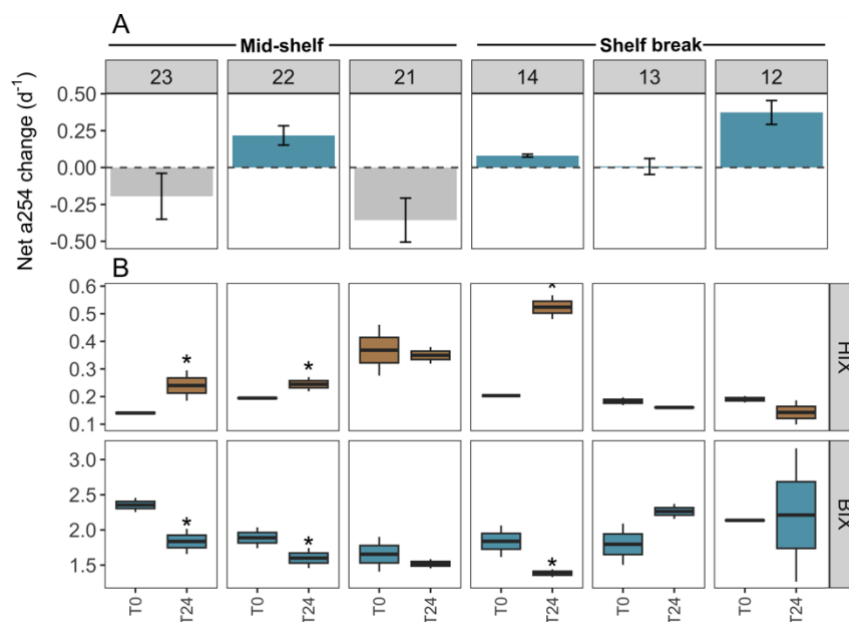 A
Mid-shelf Shelf break
23 22 21 14 13 12
Net a254 change (d⁻¹)
0.50
0.25
0.00
-0.25
-0.50
B
0.6
0.5
0.4
0.3
0.2
0.1
HIX
* * *
3.0
2.5
2.0
1.5
BIX
* * *
T0 T24 T0 T24 T0 T24 T0 T24 T0 T24 T0 T24